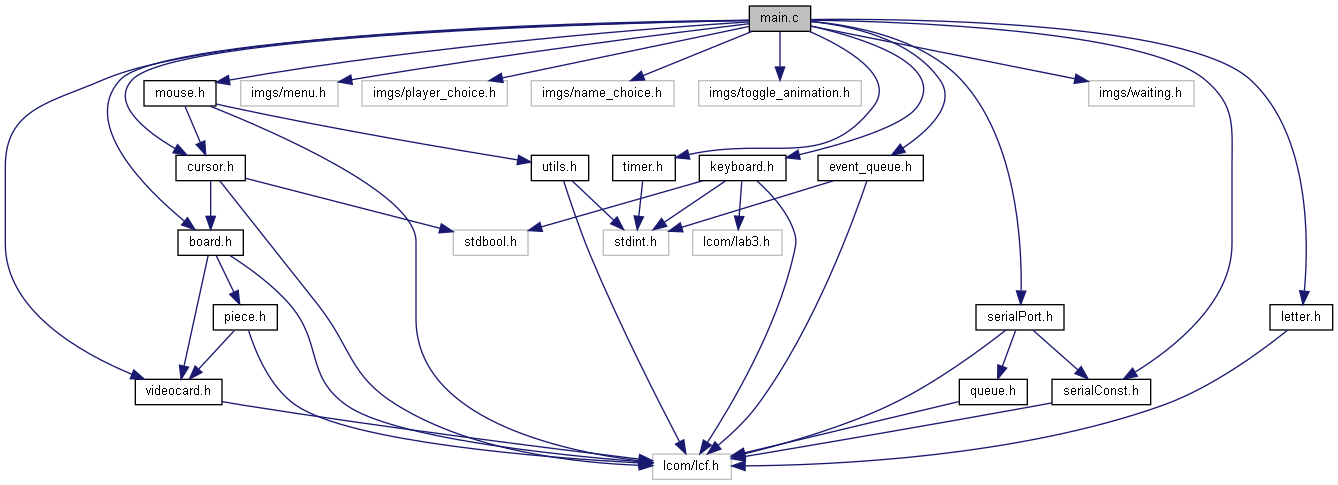 main.c
mouse.h
imgs/menu.h
imgs/player_choice.h
imgs/name_choice.h
imgs/toggle_animation.h
imgs/waiting.h
cursor.h
utils.h
timer.h
keyboard.h
event_queue.h
board.h
stdbool.h
stdint.h
lcom/lab3.h
piece.h
serialPort.h
letter.h
videocard.h
queue.h
serialConst.h
lcom/lcf.h